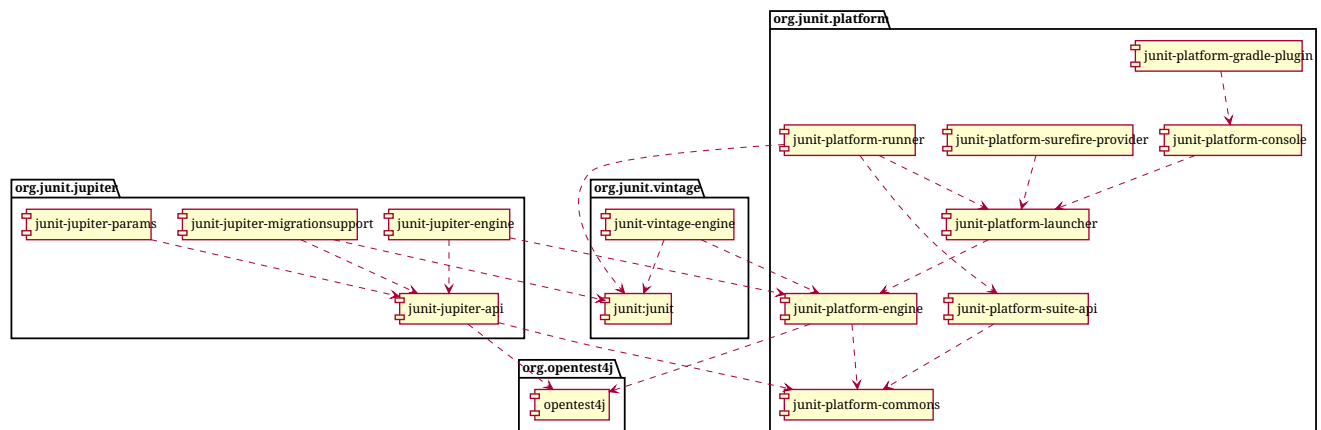 org.junit.platform
junit-platform-gradle-plugin
junit-platform-runner
junit-platform-surefire-provider
junit-platform-console
org.junit.jupiter
org.junit.vintage
junit-jupiter-params
junit-jupiter-migrationsupport
junit-jupiter-engine
junit-vintage-engine
junit-platform-launcher
junit-jupiter-api
junit:junit
junit-platform-engine
junit-platform-suite-api
org.opentest4j
opentest4j
junit-platform-commons